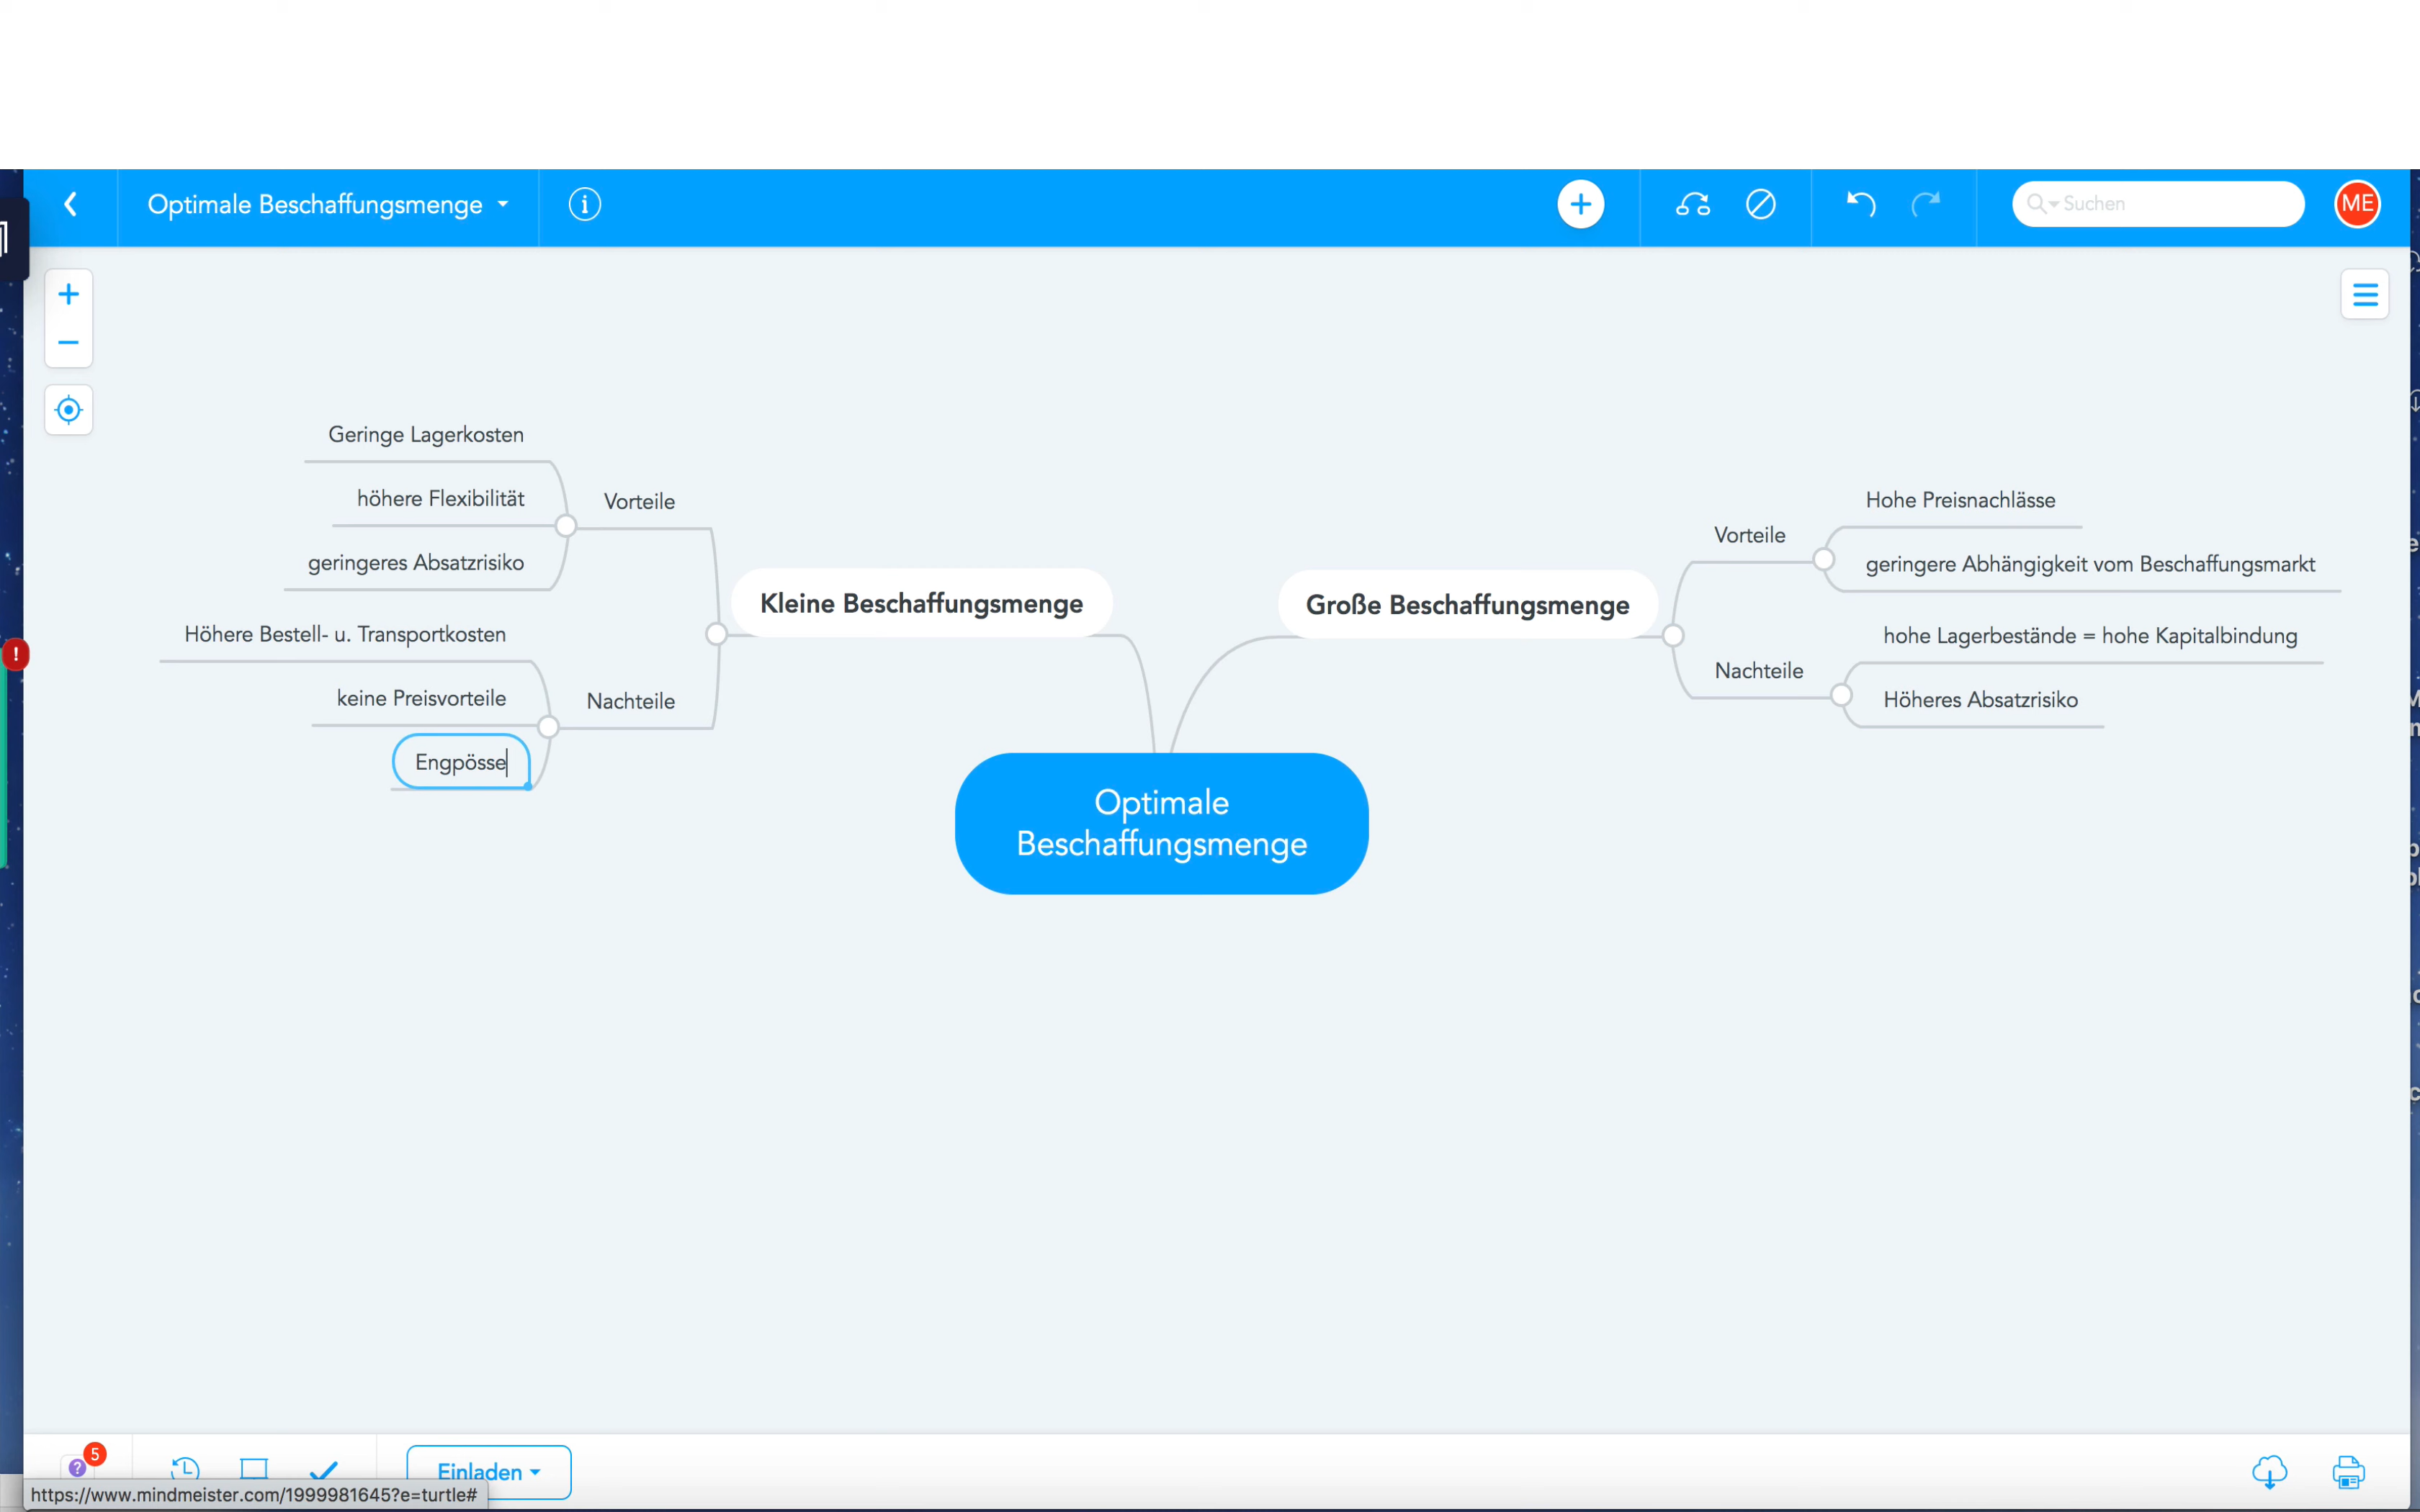 Optimale Beschaffungsmenge
Suchen
ME
Geringe Lagerkosten
höhere Flexibilität
geringeres Absatzrisiko
Vorteile
Kleine Beschaffungsmenge
Höhere Bestell- u. Transportkosten
keine Preisvorteile
Engpösse
Nachteile
Große Beschaffungsmenge
Vorteile
Hohe Preisnachlässe
geringere Abhängigkeit vom Beschaffungsmarkt
Nachteile
hohe Lagerbestände = hohe Kapitalbindung
Höheres Absatzrisiko
Optimale
Beschaffungsmenge
5
Einladen
https://www.mindmeister.com/1999981645?e=turtle#